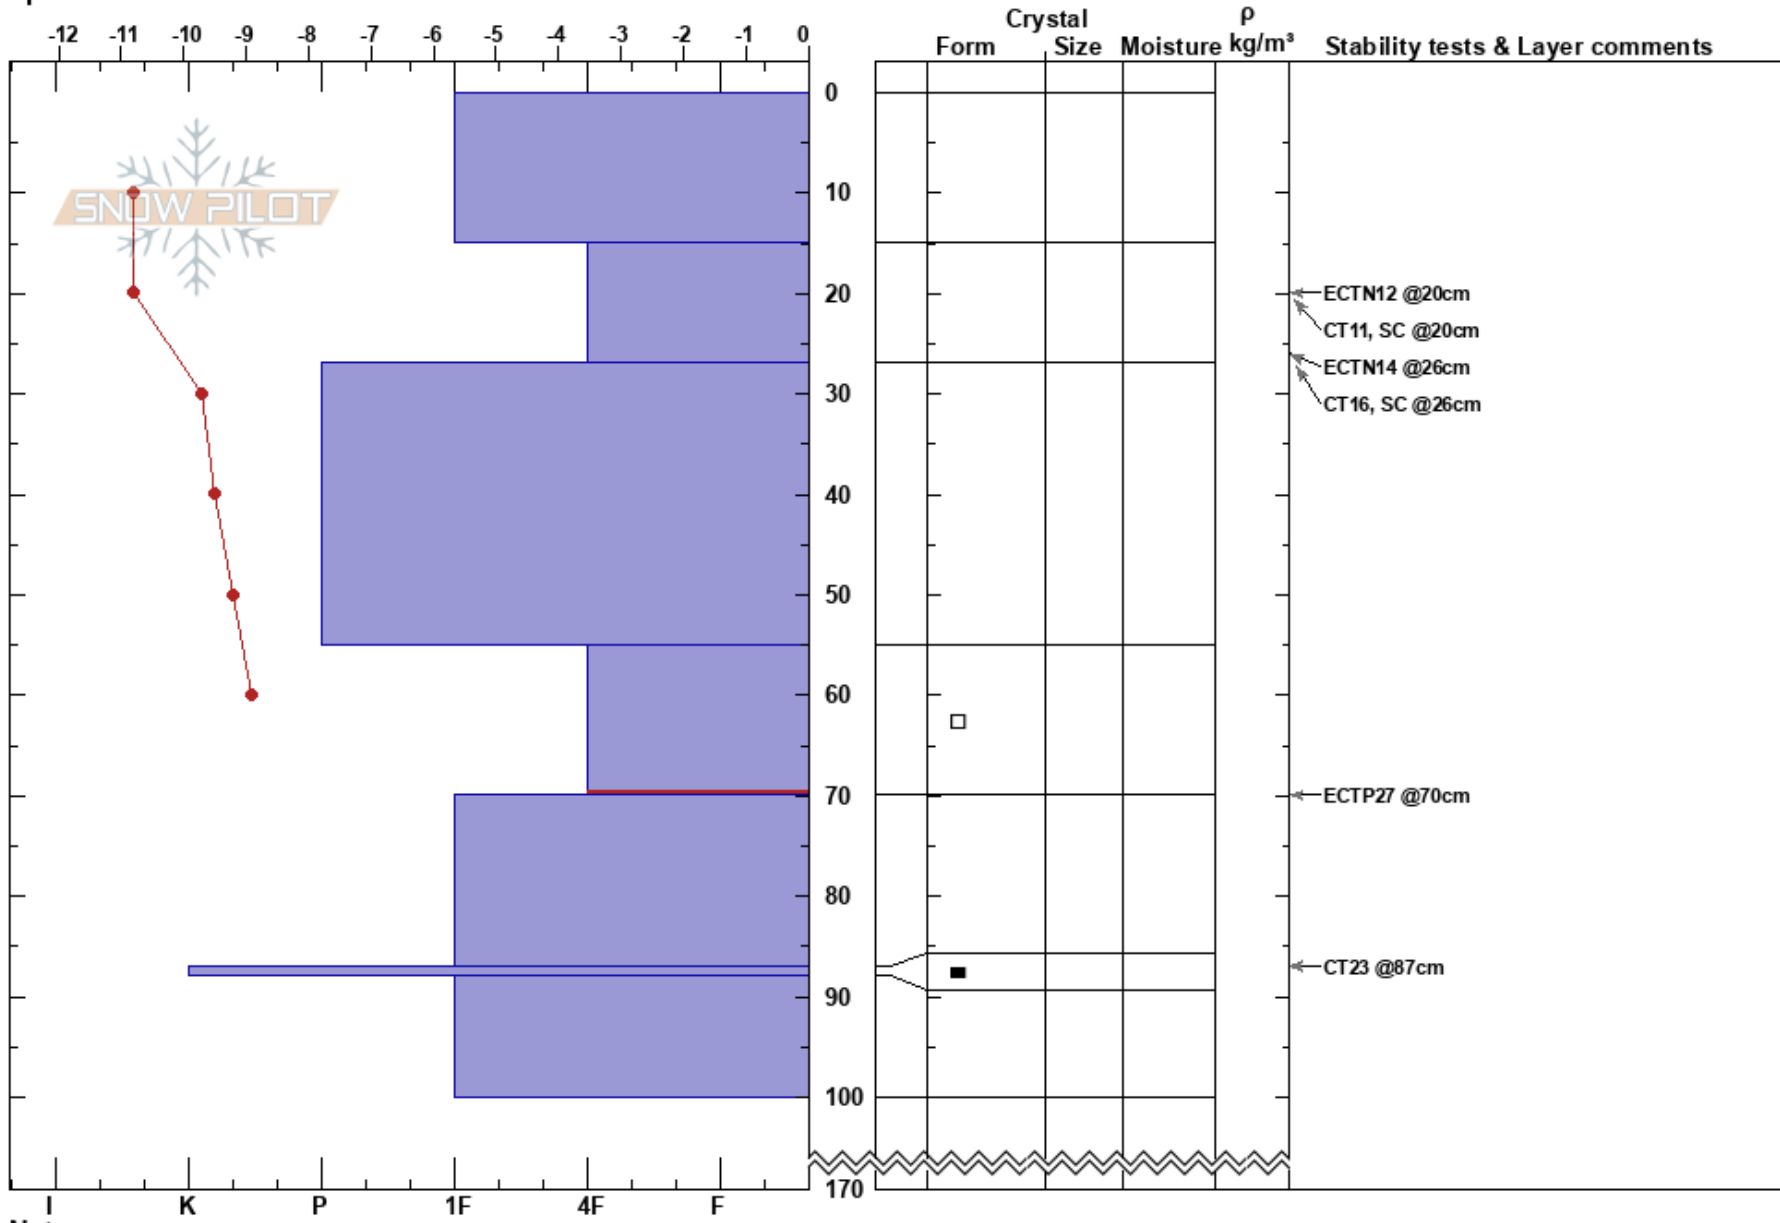 Crystal ρ
-12 -11 -10 -9 -8 -7 -6 -5 -4 -3 -2 -1 0 Form Size Moisture kg/m³ Stability tests & Layer comments
0
SNOW PILOT
10
20
ECTN12 @20cm
CT11, SC @20cm
ECTN14 @26cm
30
CT16, SC @26cm
40
50
60
70
ECTP27 @70cm
80
CT23 @87cm
90
100
170
I K P 1F 4F F